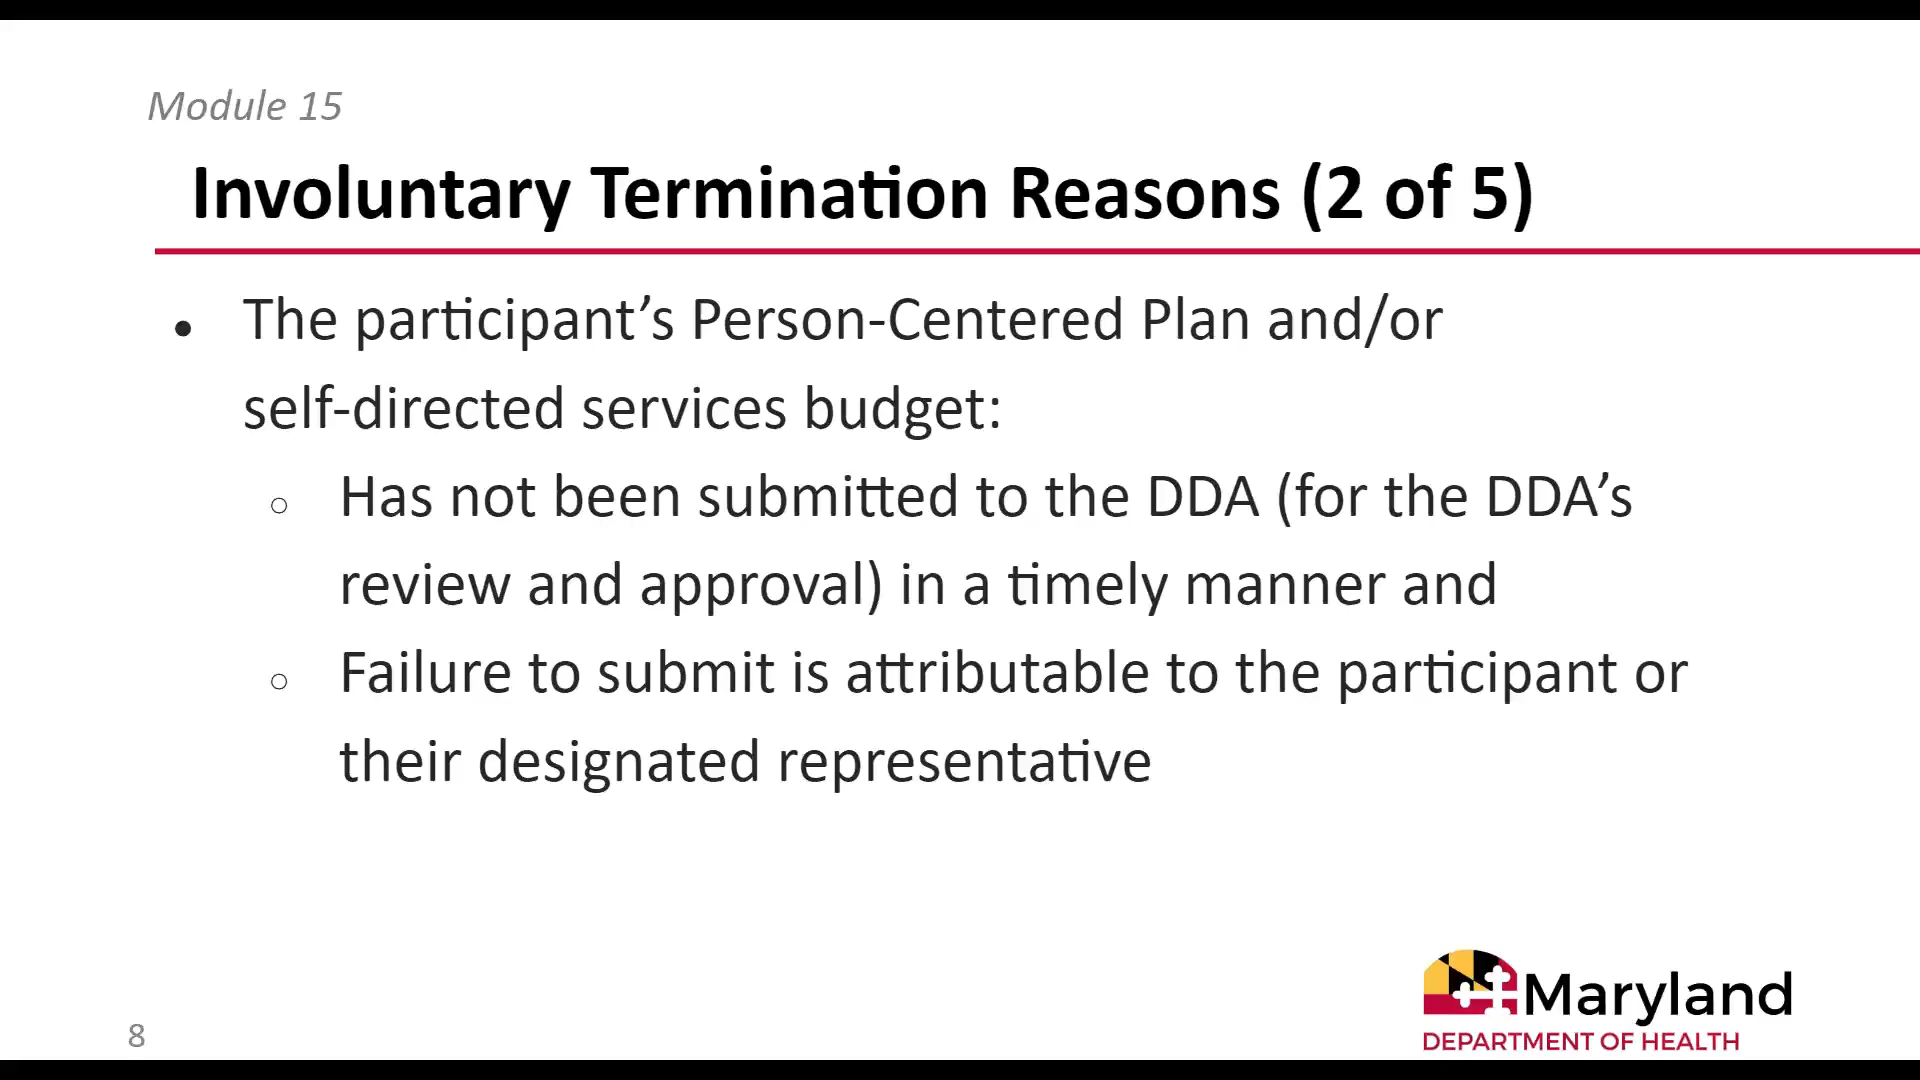 Module 15
Involuntary Termination Reasons (2 of 5)
• The participant’s Person-Centered Plan and/or
self-directed services budget:
○ Has not been submitted to the DDA (for the DDA’s
review and approval) in a timely manner and
○ Failure to submit is attributable to the participant or
their designated representative
Maryland
DEPARTMENT OF HEALTH
8